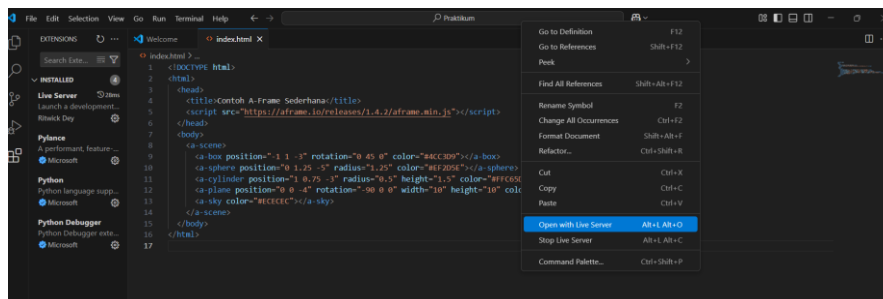 File Edit Selection View Go Run Terminal Help
Praktikum
EXTENSIONS
Search Exte...
INSTALLED
4
Live Server 28ms
Launch a development...
Ritwick Dey
Pylance
A performant, feature-...
Microsoft
Python
Python language supp...
Microsoft
Python Debugger
Python Debugger exte...
Microsoft
Welcome
index.html
index.html > ...
1 <!DOCTYPE html>
2 <html>
3 <head>
4 <title>Contoh A-Frame Sederhana</title>
5 <script src="https://aframe.io/releases/1.4.2/aframe.min.js"></script>
6 </head>
7 <body>
8 <a-scene>
9 <a-box position="-1 1 -3" rotation="0 45 0" color="#4CC3D9"></a-box>
10 <a-sphere position="0 1.25 -5" radius="1.25" color="#EF2D5E"></a-sphere>
11 <a-cylinder position="1 0.75 -3" radius="0.5" height="1.5" color="#FFC65D
12 <a-plane position="0 0 -4" rotation="-90 0 0" width="10" height="10" colo
13 <a-sky color="#ECECEC"></a-sky>
14 </a-scene>
15 </body>
16 </html>
17
Go to Definition F12
Go to References Shift+F12
Peek
Find All References Shift+Alt+F12
Rename Symbol F2
Change All Occurrences Ctrl+F2
Format Document Shift+Alt+F
Refactor... Ctrl+Shift+R
Cut Ctrl+X
Copy Ctrl+C
Paste Ctrl+V
Open with Live Server Alt+L Alt+O
Stop Live Server Alt+L Alt+C
Command Palette... Ctrl+Shift+P